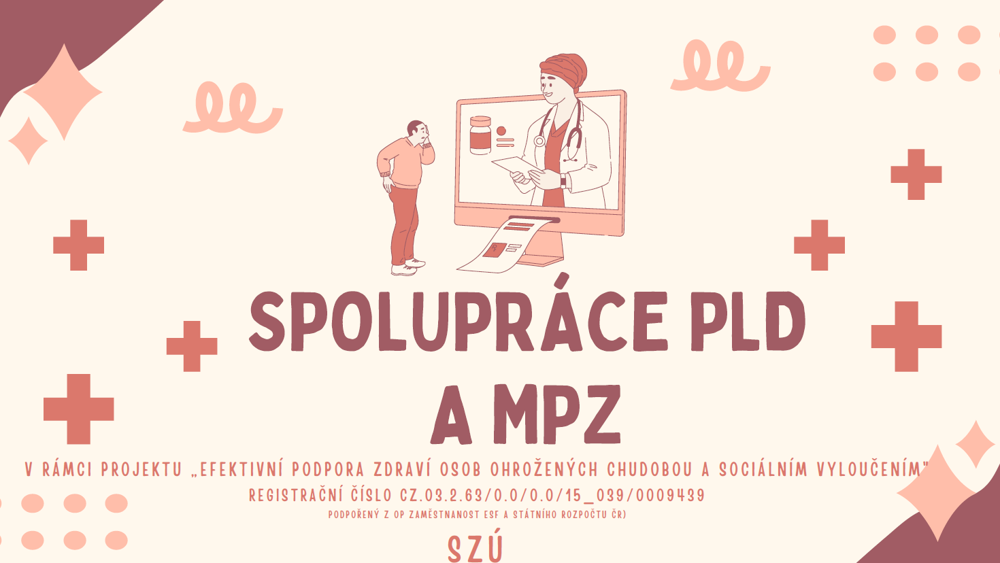 SPOLUPRÁCE PLD
A MPZ
V RÁMCI PROJEKTU „EFEKTIVNÍ PODPORA ZDRAVÍ OSOB OHROŽENÝCH CHUDOBOU A SOCIÁLNÍM VYLOUČENÍM"
REGISTRAČNÍ ČÍSLO CZ.03.2.63/0.0/0.0/15_039/0009439
PODPOŘENÝ Z OP ZAMĚSTNANOST ESF A STÁTNÍHO ROZPOČTU ČR)
SZÚ